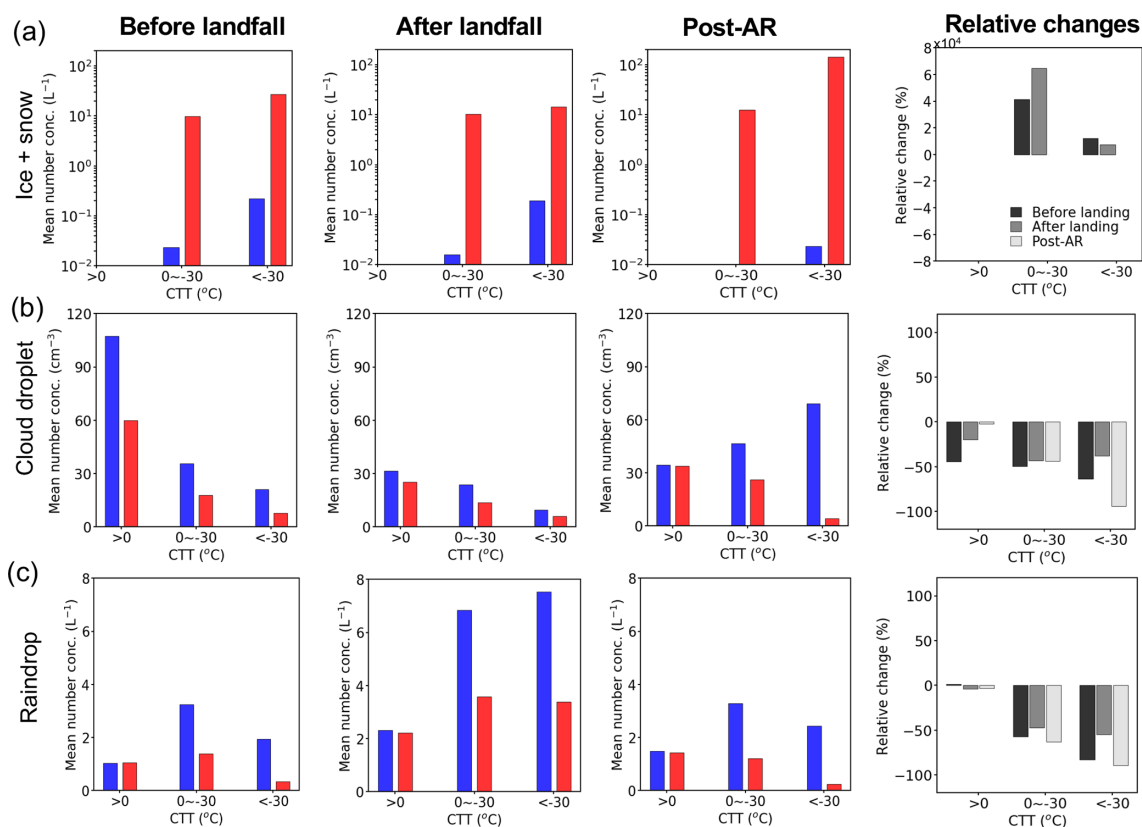 Before landfall
After landfall
Post-AR
Relative changes
(a)
Ice + snow
Mean number conc. (L⁻¹)
10²
10¹
10⁰
10⁻¹
10⁻²
>0
0~-30
<-30
CTT (°C)
Mean number conc. (L⁻¹)
10²
10¹
10⁰
10⁻¹
10⁻²
>0
0~-30
<-30
CTT (°C)
Mean number conc. (L⁻¹)
10²
10¹
10⁰
10⁻¹
10⁻²
>0
0~-30
<-30
CTT (°C)
×10⁴
Relative change (%)
8
6
4
2
0
−2
−4
−6
−8
Before landing
After landing
Post-AR
>0
0~-30
<-30
CTT (°C)
(b)
Cloud droplet
Mean number conc. (cm⁻³)
120
90
60
30
0
>0
0~-30
<-30
CTT (°C)
Mean number conc. (cm⁻³)
120
90
60
30
0
>0
0~-30
<-30
CTT (°C)
Mean number conc. (cm⁻³)
120
90
60
30
0
>0
0~-30
<-30
CTT (°C)
Relative change (%)
100
50
0
−50
−100
>0
0~-30
<-30
CTT (°C)
(c)
Raindrop
Mean number conc. (L⁻¹)
8
6
4
2
0
>0
0~-30
<-30
CTT (°C)
Mean number conc. (L⁻¹)
8
6
4
2
0
>0
0~-30
<-30
CTT (°C)
Mean number conc. (L⁻¹)
8
6
4
2
0
>0
0~-30
<-30
CTT (°C)
Relative change (%)
100
50
0
−50
−100
>0
0~-30
<-30
CTT (°C)